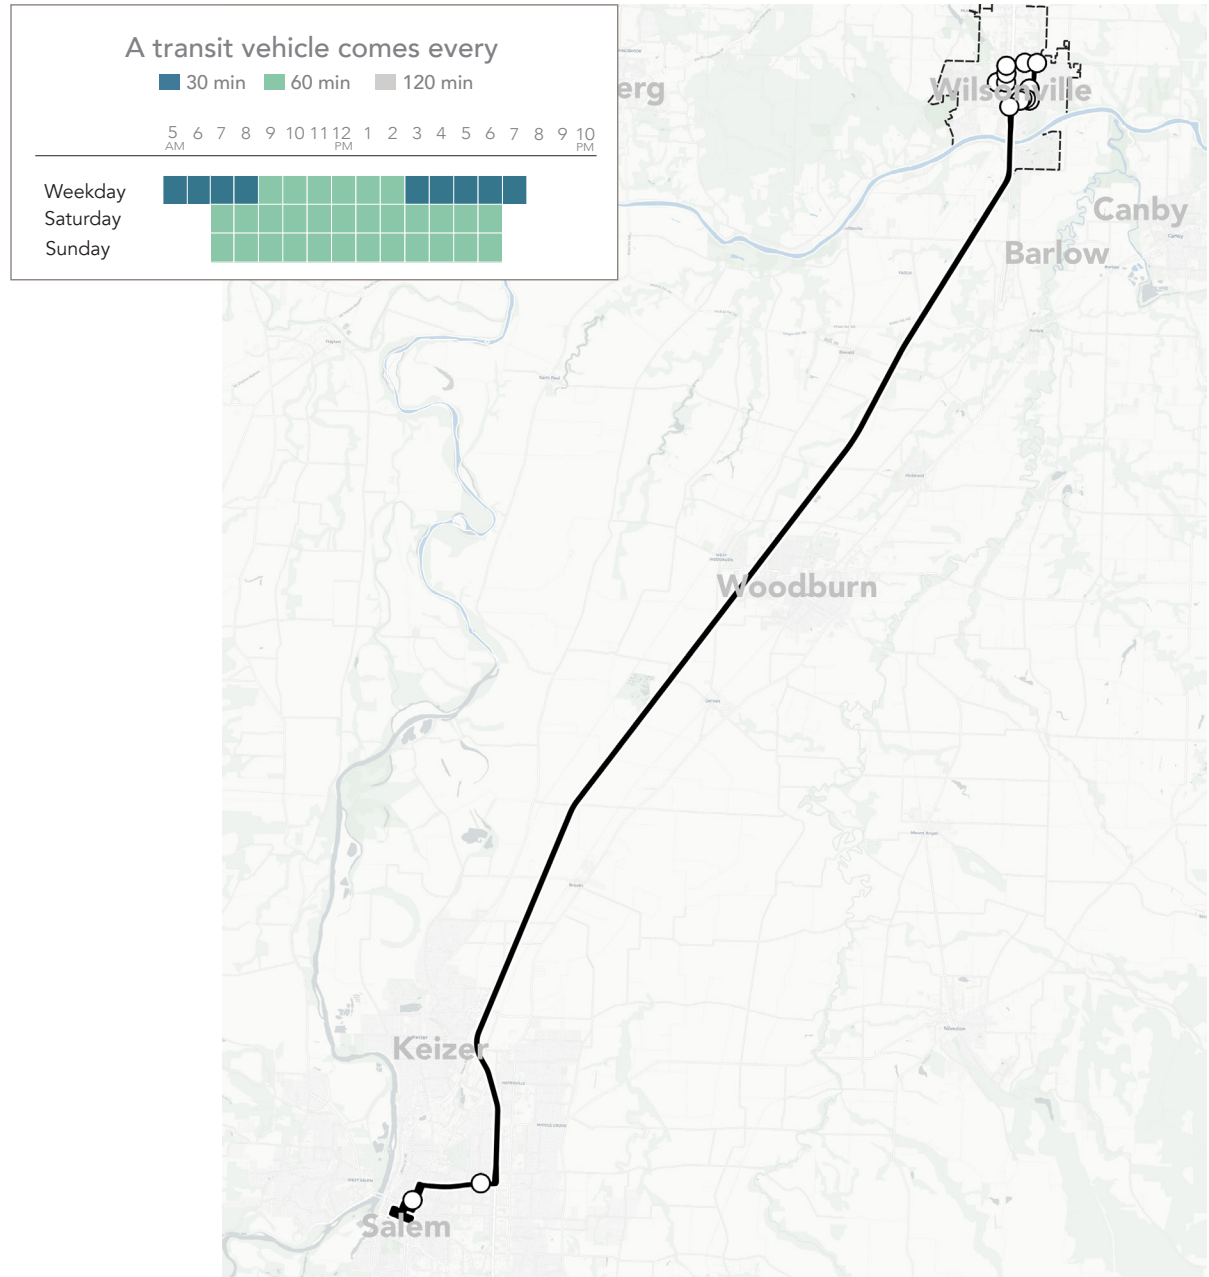 A transit vehicle comes every
30 min 60 min 120 min
5 6 7 8 9 10 11 12 1 2 3 4 5 6 7 8 9 10
AM PM PM
Weekday
Saturday
Sunday
erg
Wilsonville
Canby
Barlow
Woodburn
Keizer
Salem